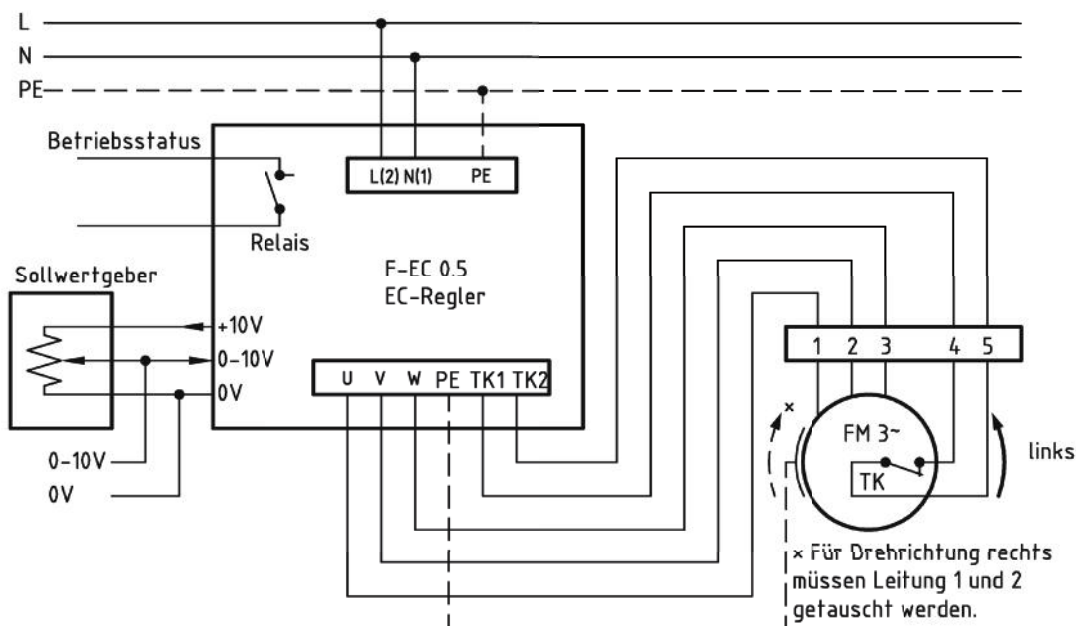 L
N
PE
Betriebsstatus
L(2) N(1) PE
Relais
F-EC 0.5
EC-Regler
Sollwertgeber
+10V
0-10V
0V
U V W PE TK1 TK2
0-10V
0V
1 2 3 4 5
×
FM 3~
TK
links
× Für Drehrichtung rechts
müssen Leitung 1 und 2
getauscht werden.